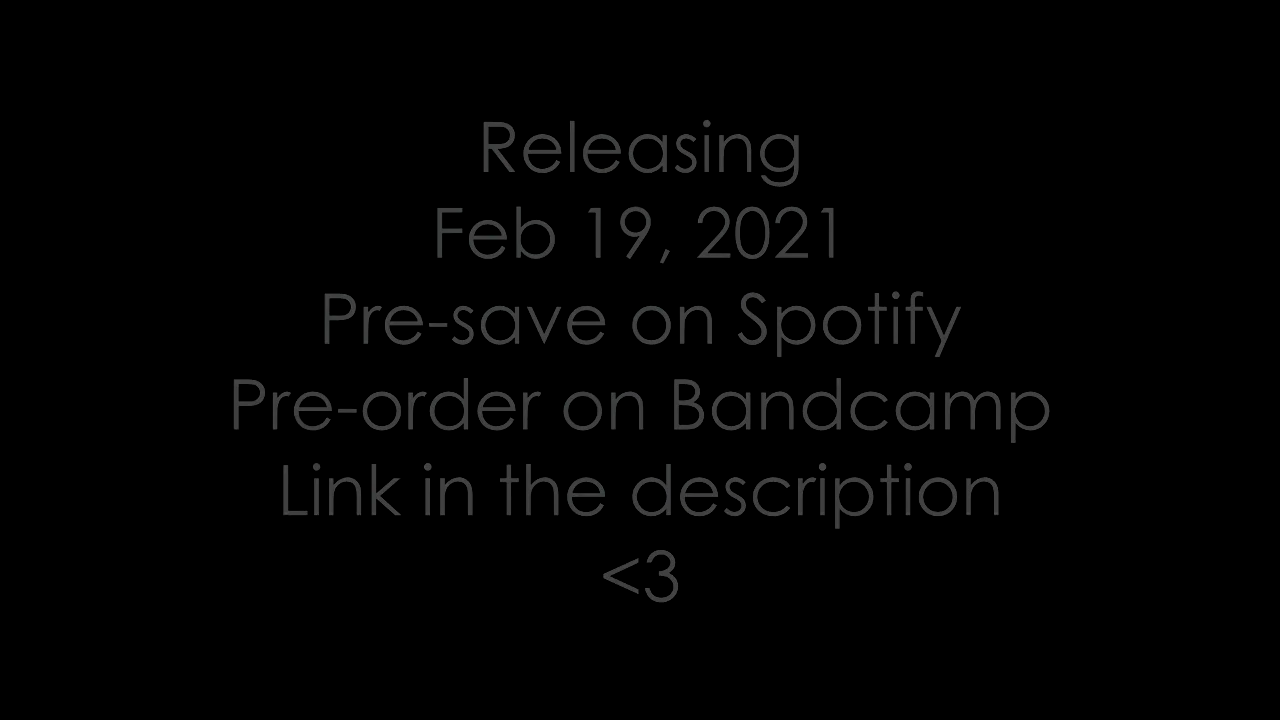 Releasing
Feb 19, 2021
Pre-save on Spotify
Pre-order on Bandcamp
Link in the description
<3